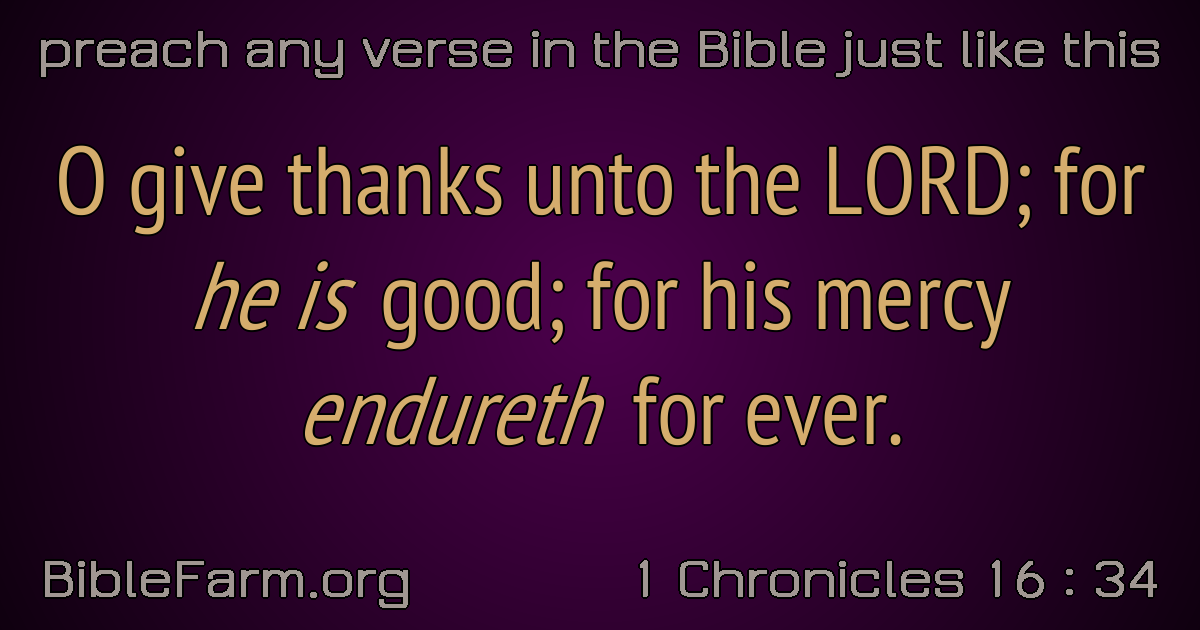 preach any verse in the Bible just like this
O give thanks unto the LORD; for
he is good; for his mercy
endureth for ever.
BibleFarm.org
1 Chronicles 16 : 34